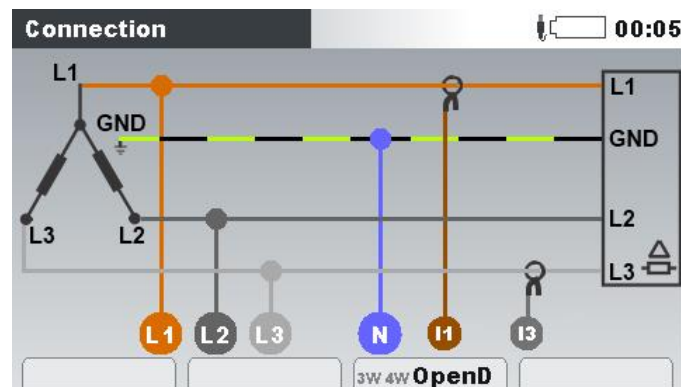 Connection 00:05
L1
L1
GND
GND
L3 L2
L2
L3
L1 L2 L3 N I1 I3
3W 4W OpenD